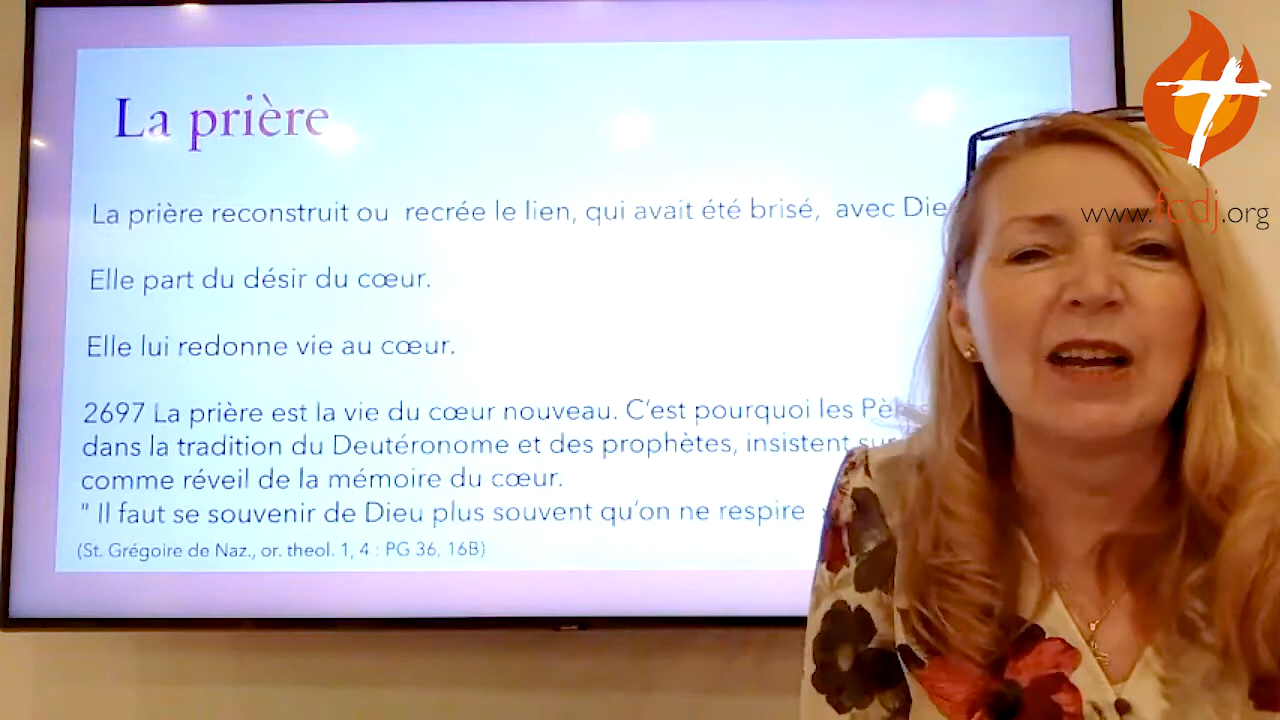 La prière
www.fcdj.org
La prière reconstruit ou recrée le lien, qui avait été brisé, avec Die
Elle part du désir du cœur.
Elle lui redonne vie au cœur.
2697 La prière est la vie du cœur nouveau. C'est pourquoi les Pè
dans la tradition du Deutéronome et des prophètes, insistent sur
comme réveil de la mémoire du cœur.
" Il faut se souvenir de Dieu plus souvent qu'on ne respire
(St. Grégoire de Naz., or. theol. 1, 4 : PG 36, 16B)